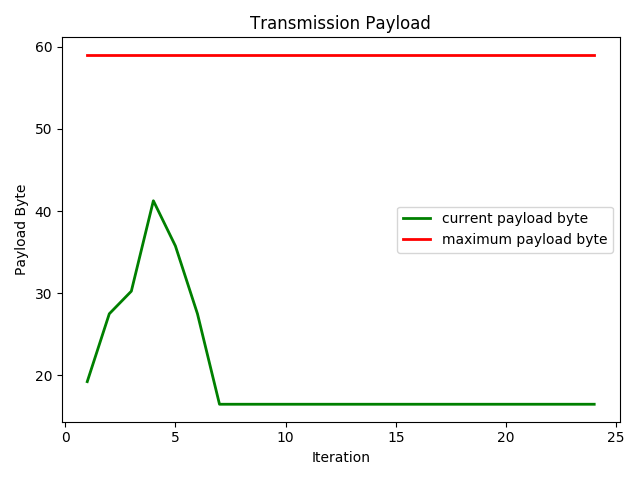 Transmission Payload
60
50
40
30
20
Payload Byte
current payload byte
maximum payload byte
0 5 10 15 20 25
Iteration